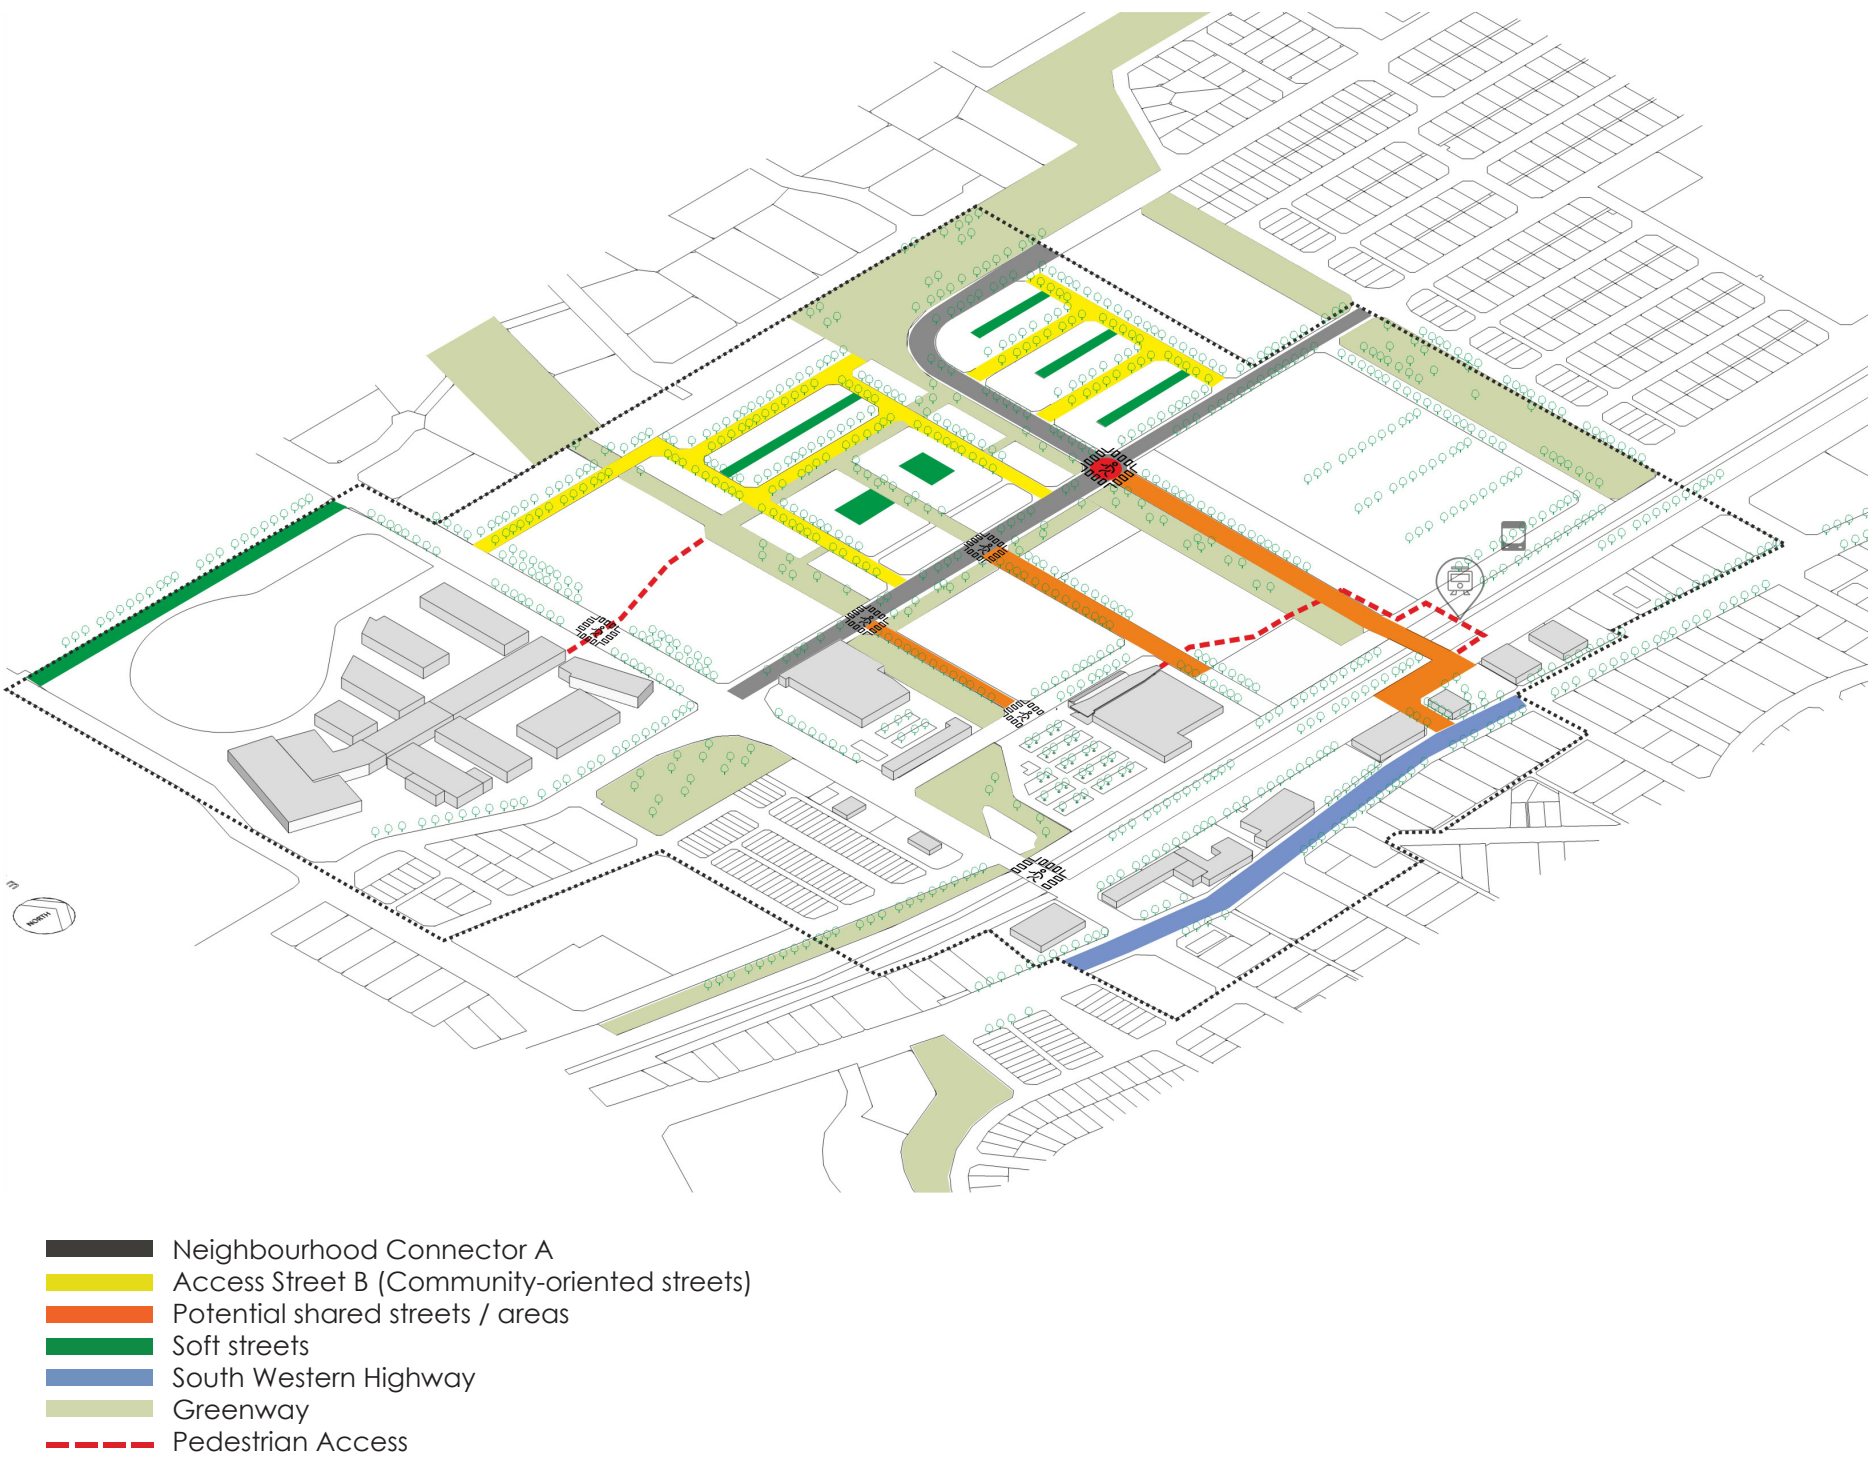 NORTH
Neighbourhood Connector A
Access Street B (Community-oriented streets)
Potential shared streets / areas
Soft streets
South Western Highway
Greenway
Pedestrian Access